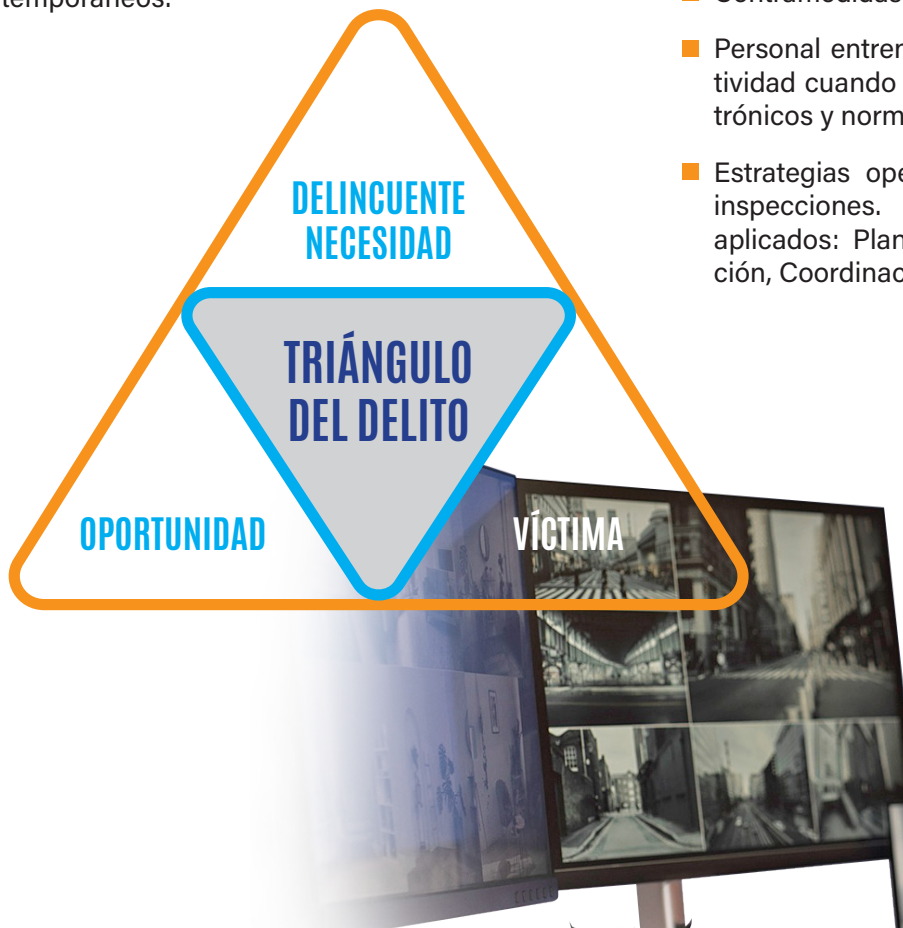 temporáneos.
Personal entren
tividad cuando
trónicos y norm
Estrategias ope
inspecciones.
aplicados: Plan
ción, Coordinac
DELINCUENTE
NECESIDAD
TRIÁNGULO
DEL DELITO
OPORTUNIDAD
VÍCTIMA